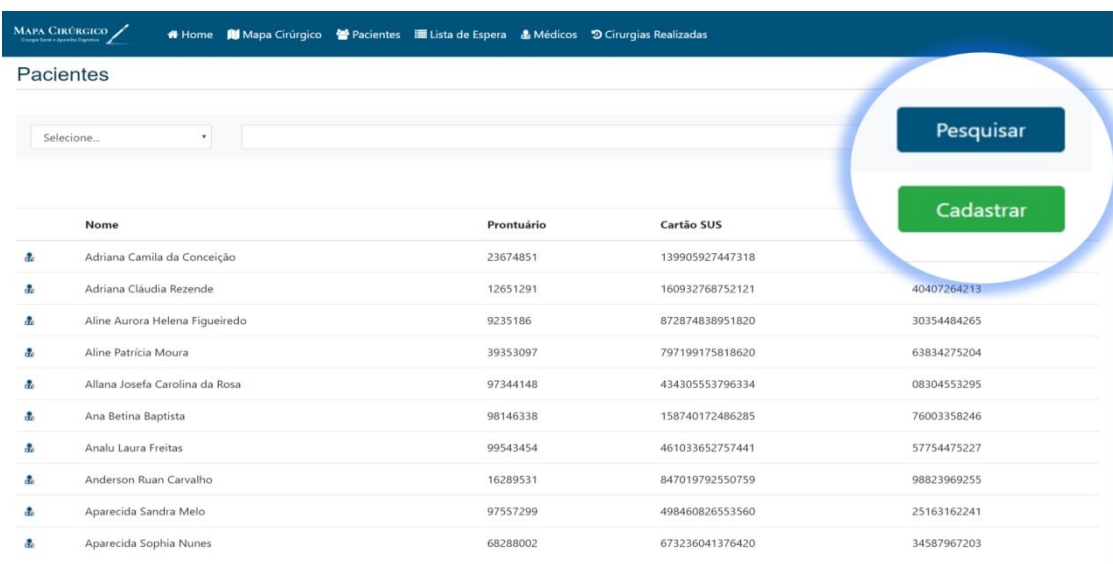 MAPA CIRÚRGICO
Cirurgia Geral e Aparelho Digestivo
Home Mapa Cirúrgico Pacientes Lista de Espera Médicos Cirurgias Realizadas
Pacientes
Selecione... Pesquisar
Cadastrar
Nome Prontuário Cartão SUS
Adriana Camila da Conceição 23674851 139905927447318
Adriana Cláudia Rezende 12651291 160932768752121 40407264213
Aline Aurora Helena Figueiredo 9235186 872874838951820 30354484265
Aline Patrícia Moura 39353097 797199175818620 63834275204
Allana Josefa Carolina da Rosa 97344148 434305553796334 08304553295
Ana Betina Baptista 98146338 158740172486285 76003358246
Analu Laura Freitas 99543454 461033652757441 57754475227
Anderson Ruan Carvalho 16289531 847019792550759 98823969255
Aparecida Sandra Melo 97557299 498460826553560 25163162241
Aparecida Sophia Nunes 68288002 673236041376420 34587967203